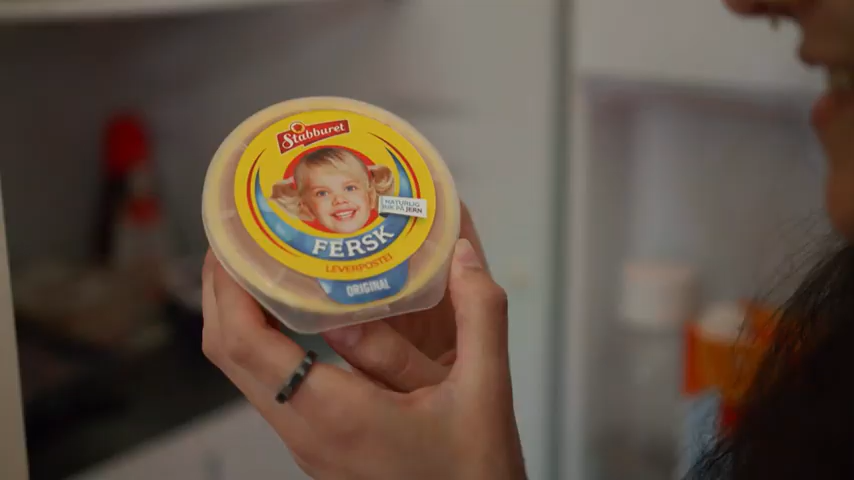 Stabburet
NATURLIG
RIK PÅ JERN
FERSK
LEVERPOSTEI
ORIGINAL